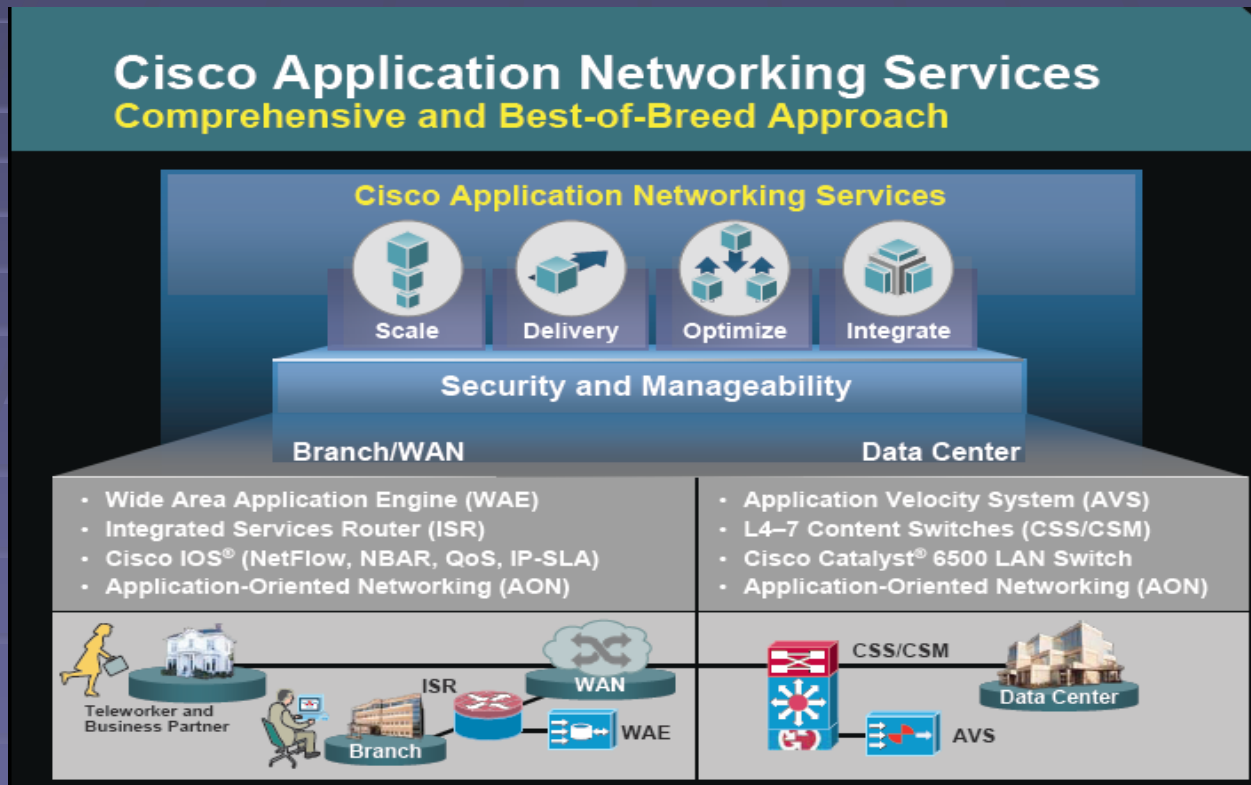 Cisco Application Networking Services
Comprehensive and Best-of-Breed Approach
Cisco Application Networking Services
Scale
Delivery
Optimize
Integrate
Security and Manageability
Branch/WAN
Data Center
• Wide Area Application Engine (WAE)
• Integrated Services Router (ISR)
• Cisco IOS® (NetFlow, NBAR, QoS, IP-SLA)
• Application-Oriented Networking (AON)
• Application Velocity System (AVS)
• L4–7 Content Switches (CSS/CSM)
• Cisco Catalyst® 6500 LAN Switch
• Application-Oriented Networking (AON)
Teleworker and
Business Partner
ISR
Branch
WAN
WAE
CSS/CSM
AVS
Data Center